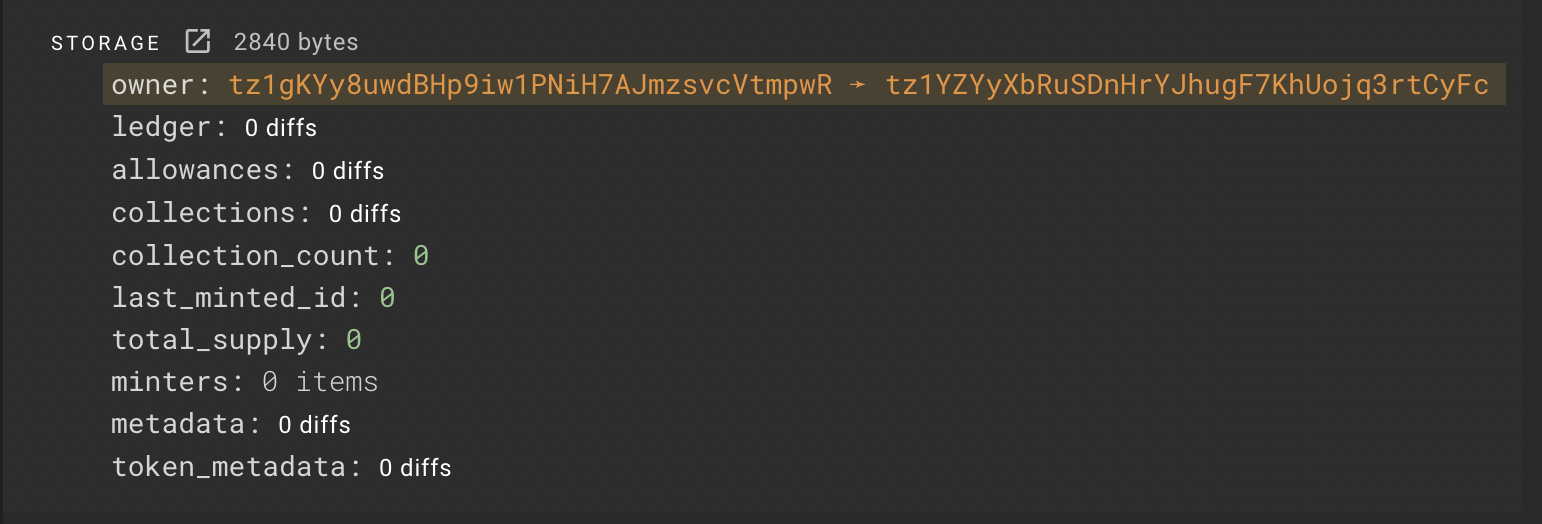 STORAGE 2840 bytes
owner: tz1gKYy8uwdBHp9iw1PNiH7AJmzsvcVtmpwR → tz1YZYyXbRuSDnHrYJhugF7KhUojq3rtCyFc
ledger: 0 diffs
allowances: 0 diffs
collections: 0 diffs
collection_count: 0
last_minted_id: 0
total_supply: 0
minters: 0 items
metadata: 0 diffs
token_metadata: 0 diffs